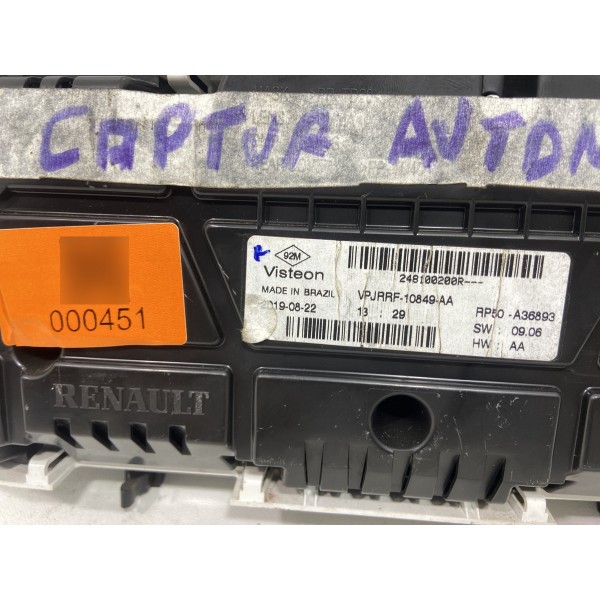 CAPTUR AUTOM
92M
Visteon
248100200R---
MADE IN BRAZIL
VPJRRF-10849-AA
RP50 -A36893
2019-08-22
13 : 29
SW : 09.06
HW : AA
000451
RENAULT